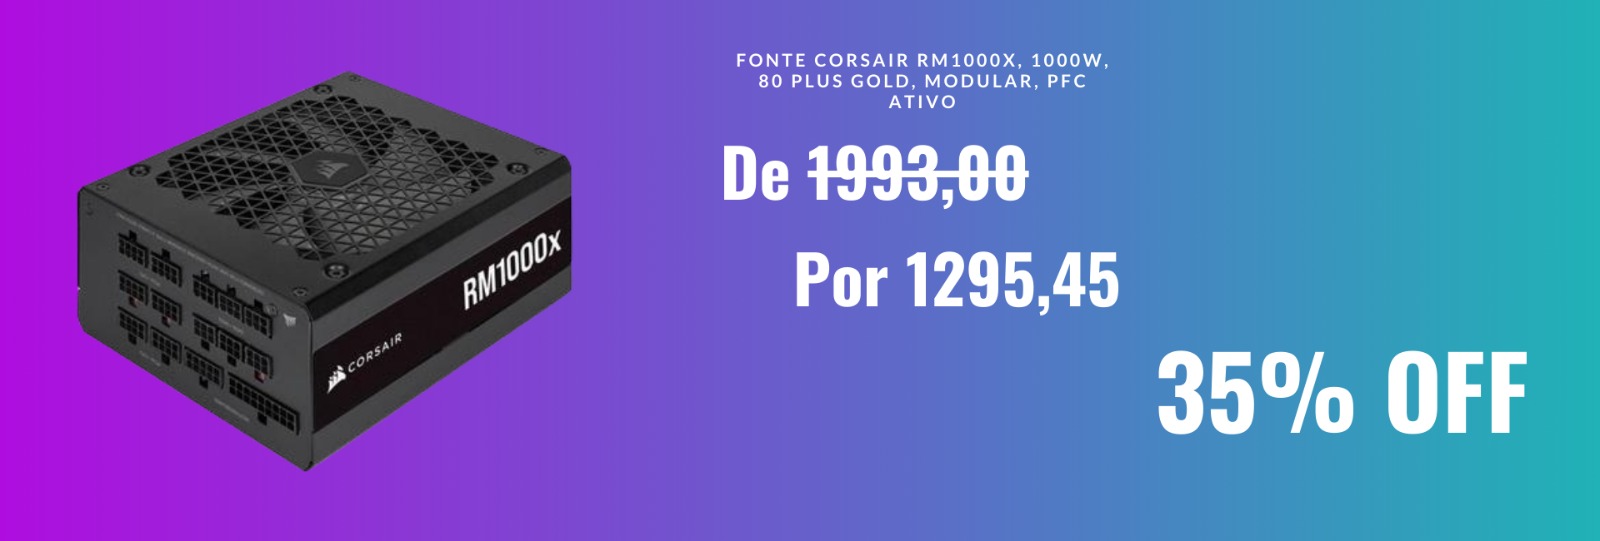 FONTE CORSAIR RM1000X, 1000W,
80 PLUS GOLD, MODULAR, PFC
ATIVO
De 1993,00
Por 1295,45
35% OFF
RM1000x
CORSAIR